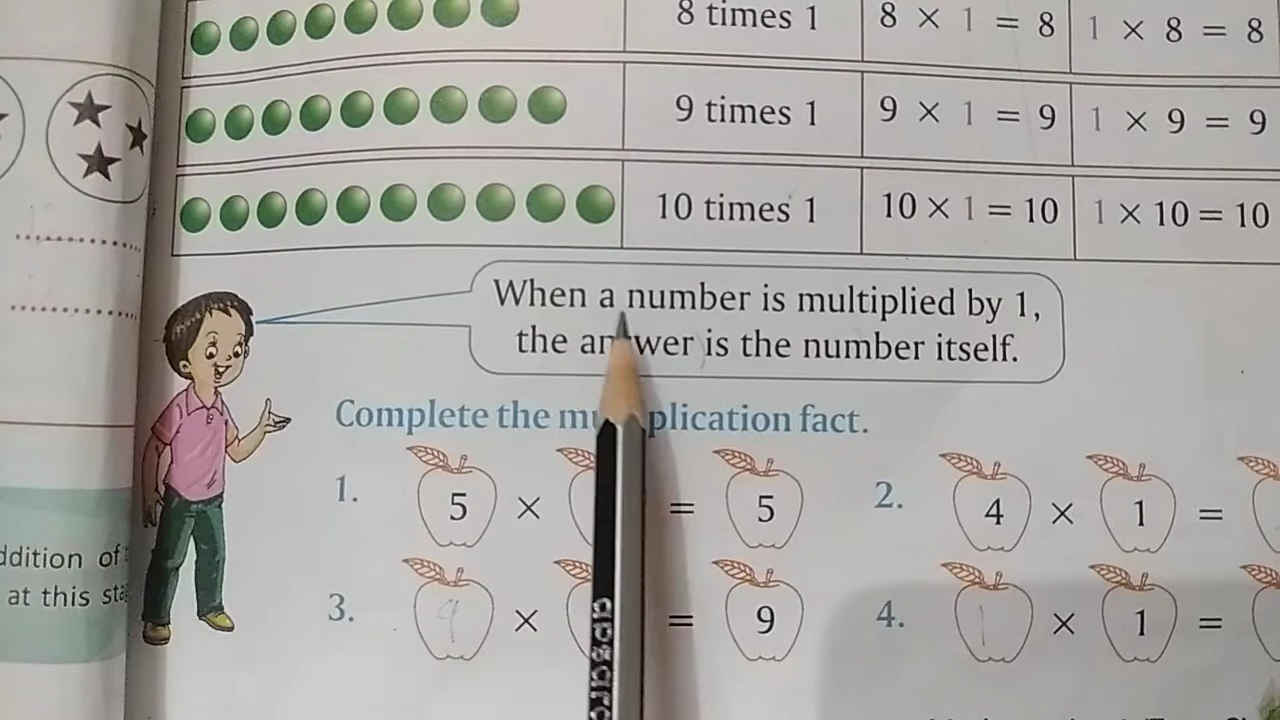 8 times 1 8 × 1 = 8 1 × 8 = 8
9 times 1 9 × 1 = 9 1 × 9 = 9
10 times 1 10 × 1 = 10 1 × 10 = 10
When a number is multiplied by 1,
the answer is the number itself.
Complete the multiplication fact.
1. 5 × = 5 2. 4 × 1 =
3. 9 × = 9 4. 1 × 1 =
of
at this